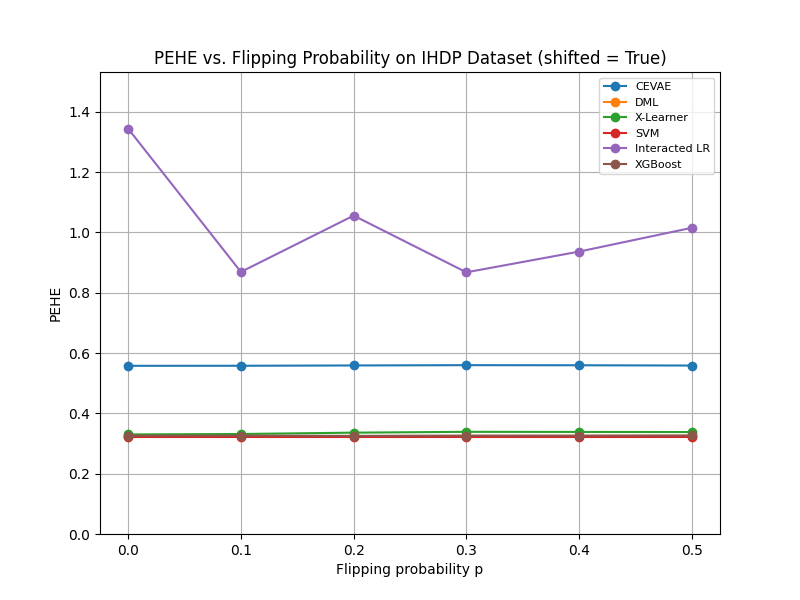 PEHE vs. Flipping Probability on IHDP Dataset (shifted = True)
CEVAE
DML
X-Learner
SVM
Interacted LR
XGBoost
PEHE
1.4
1.2
1.0
0.8
0.6
0.4
0.2
0.0
0.0 0.1 0.2 0.3 0.4 0.5
Flipping probability p